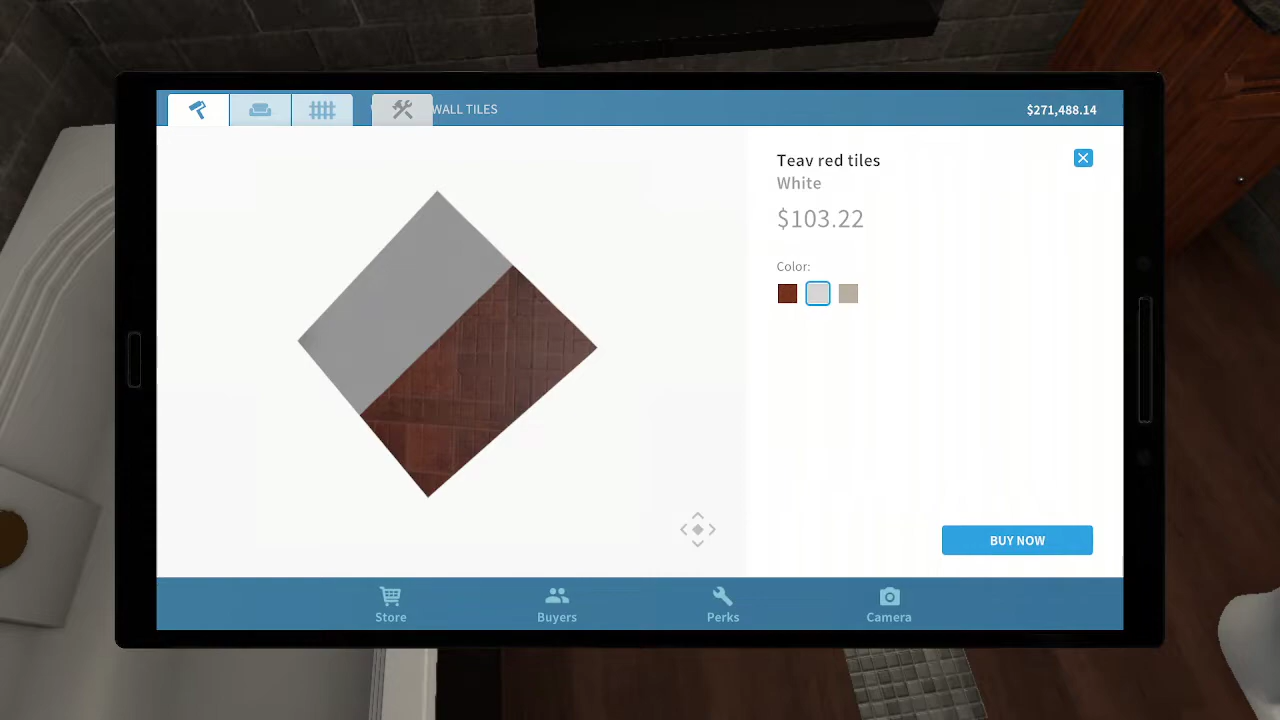 WALL TILES
$271,488.14
Teav red tiles
White
$103.22
Color:
BUY NOW
Store
Buyers
Perks
Camera